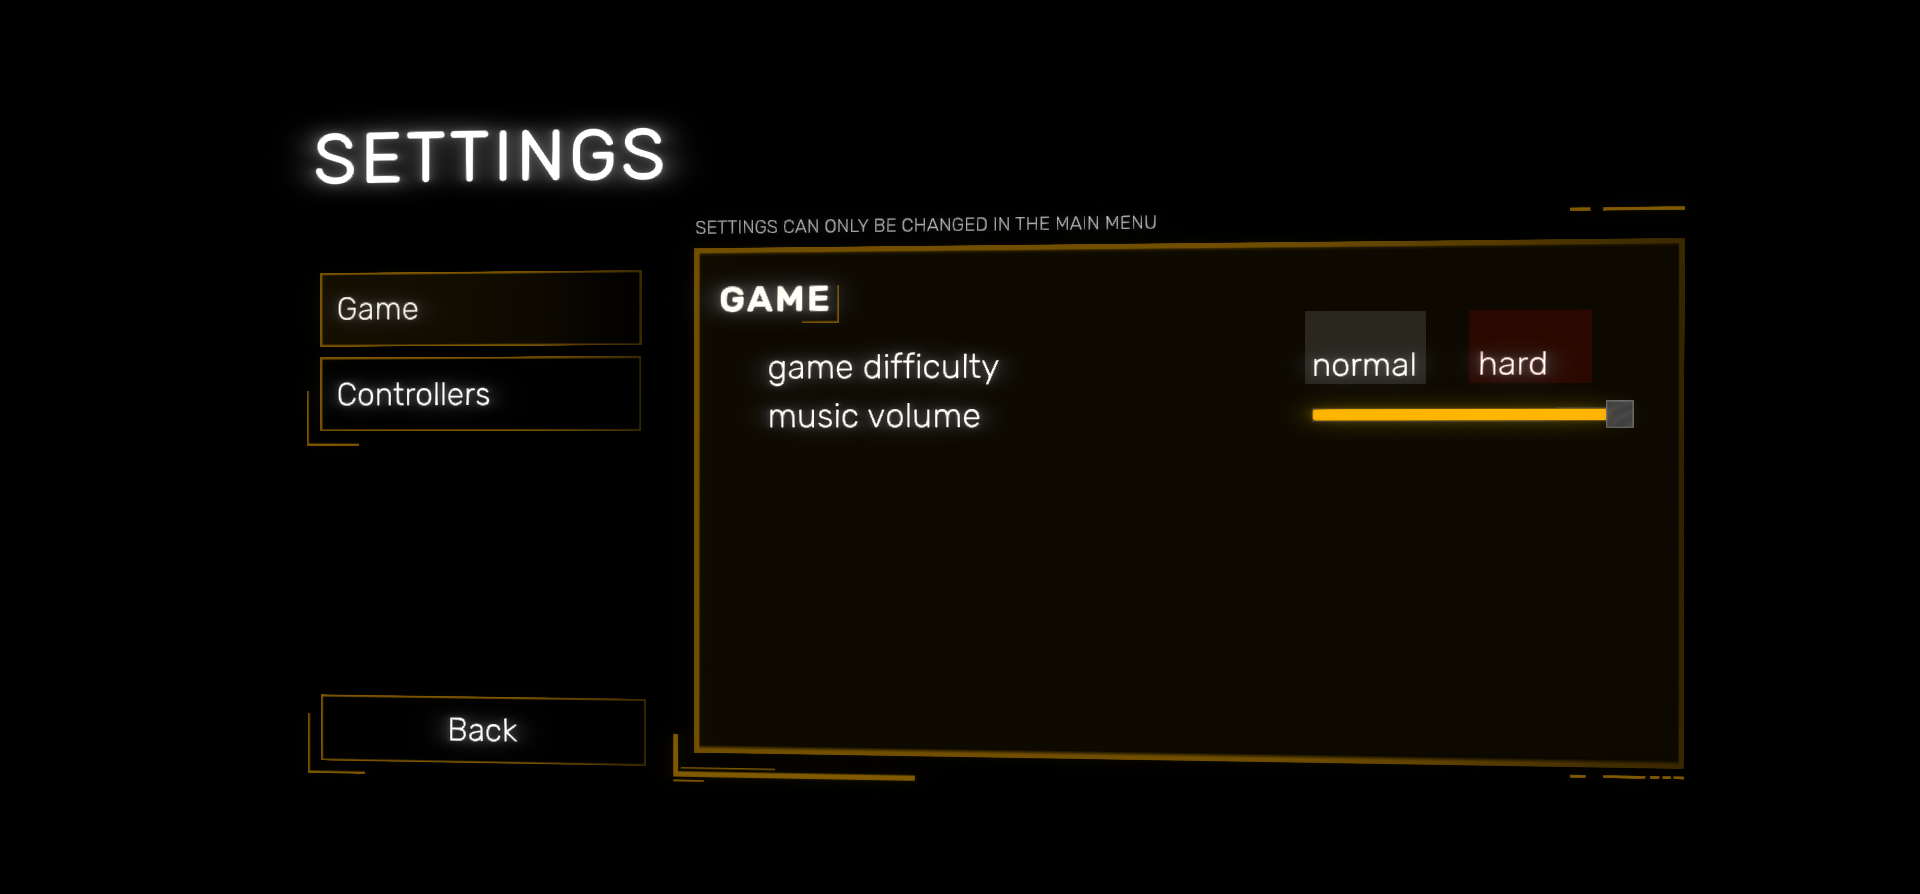 SETTINGS
SETTINGS CAN ONLY BE CHANGED IN THE MAIN MENU
Game
Controllers
Back
GAME
game difficulty normal hard
music volume